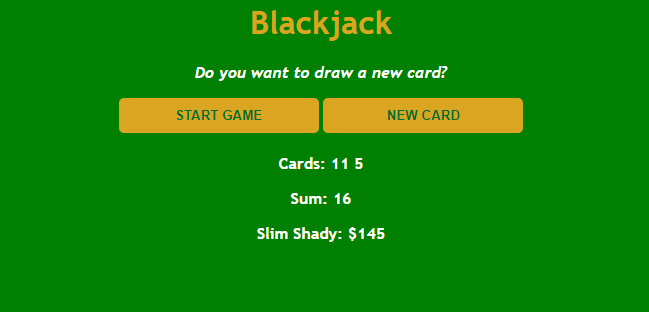 Blackjack
Do you want to draw a new card?
START GAME NEW CARD
Cards: 11 5
Sum: 16
Slim Shady: $145